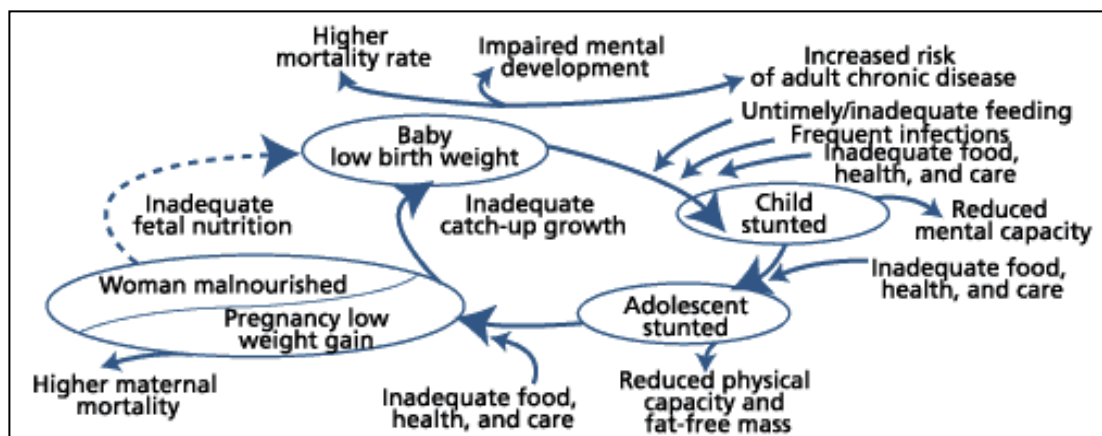 Higher
mortality rate
Impaired mental
development
Increased risk
of adult chronic disease
Untimely/inadequate feeding
Frequent infections
Inadequate food,
health, and care
Baby
low birth weight
Inadequate
fetal nutrition
Inadequate
catch-up growth
Child
stunted
Reduced
mental capacity
Inadequate food,
health, and care
Woman malnourished
Pregnancy low
weight gain
Adolescent
stunted
Higher maternal
mortality
Inadequate food,
health, and care
Reduced physical
capacity and
fat-free mass